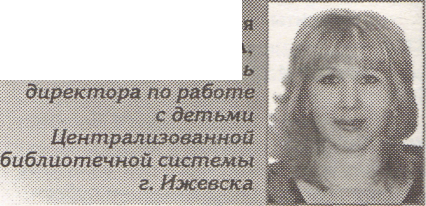 я
А,
ь
директора по работе
с детьми
Централизованной
библиотечной системы
г. Ижевска